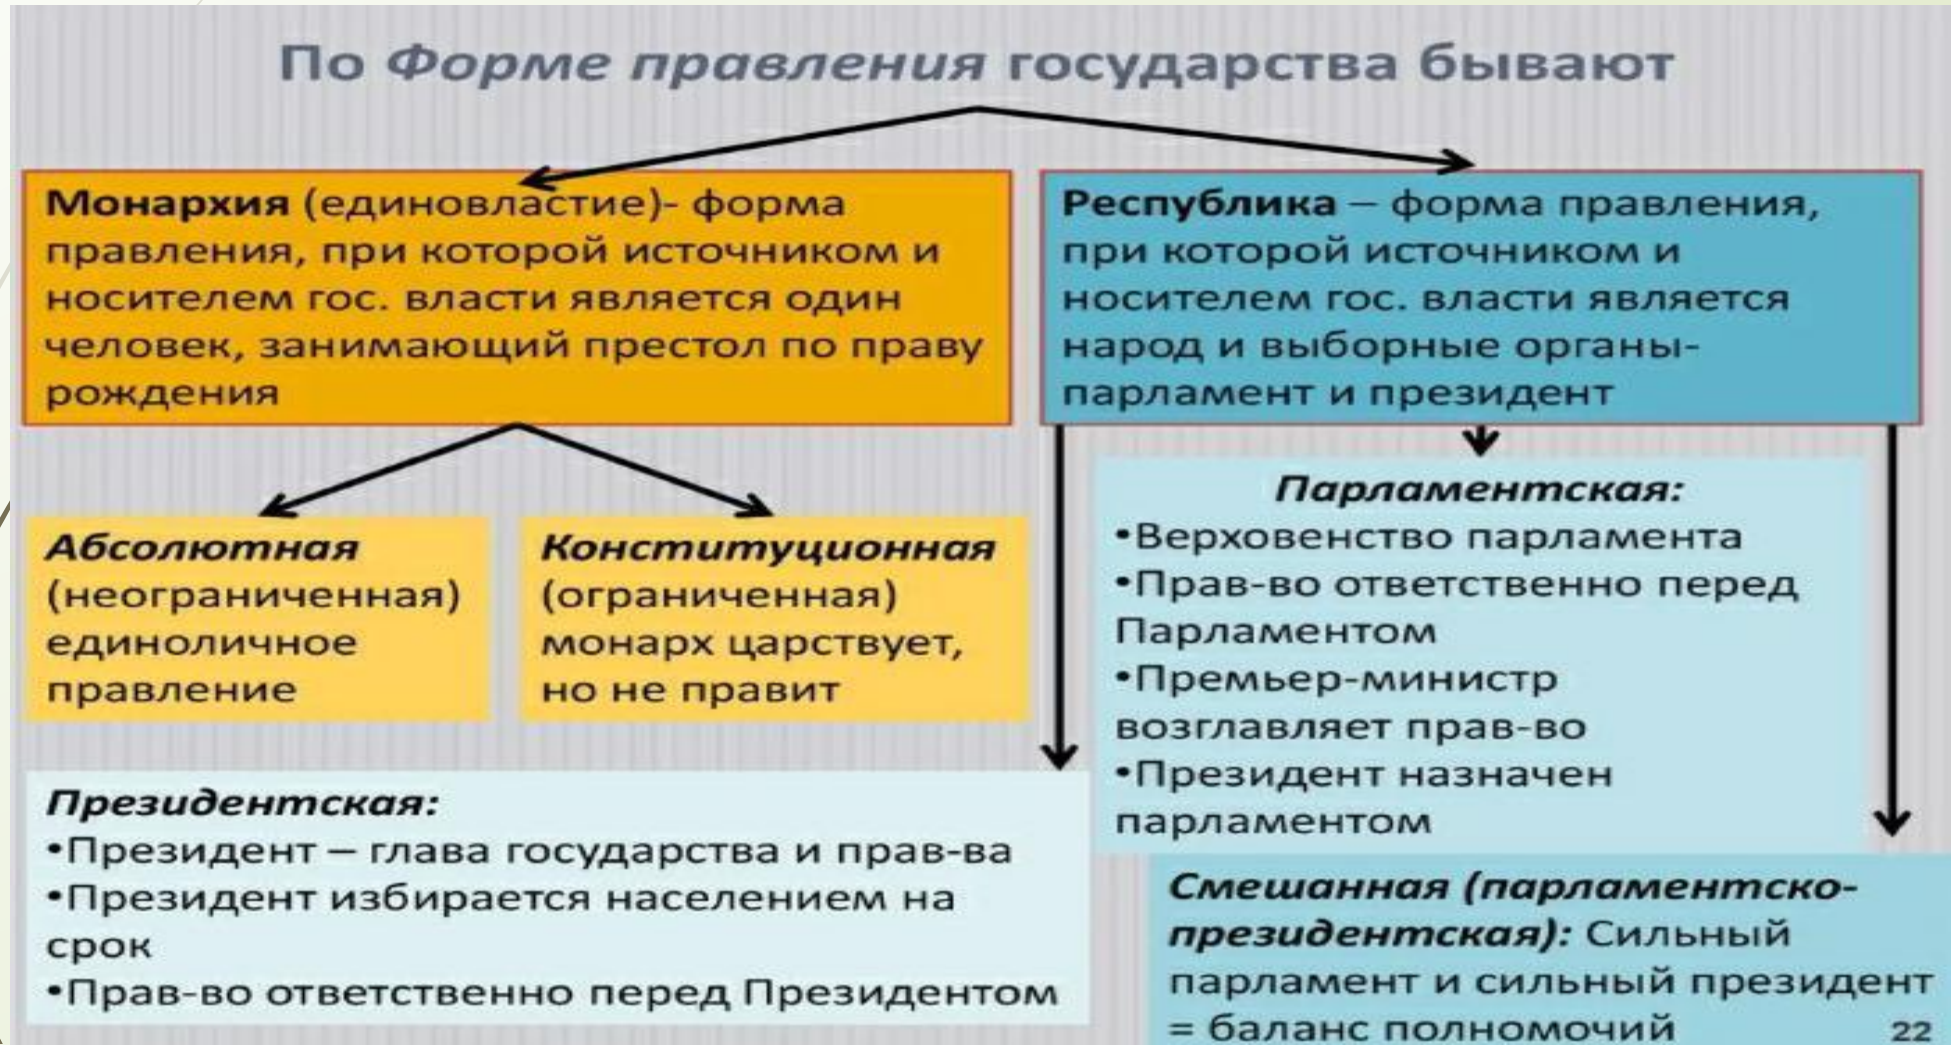 По Форме правления государства бывают
Монархия (единовластие)- форма
правления, при которой источником и
носителем гос. власти является один
человек, занимающий престол по праву
рождения
Республика – форма правления,
при которой источником и
носителем гос. власти является
народ и выборные органы-
парламент и президент
Абсолютная
(неограниченная)
единоличное
правление
Конституционная
(ограниченная)
монарх царствует,
но не правит
Парламентская:
•Верховенство парламента
•Прав-во ответственно перед
Парламентом
•Премьер-министр
возглавляет прав-во
•Президент назначен
парламентом
Президентская:
•Президент – глава государства и прав-ва
•Президент избирается населением на
срок
•Прав-во ответственно перед Президентом
Смешанная (парламентско-
президентская): Сильный
парламент и сильный президент
= баланс полномочий
22